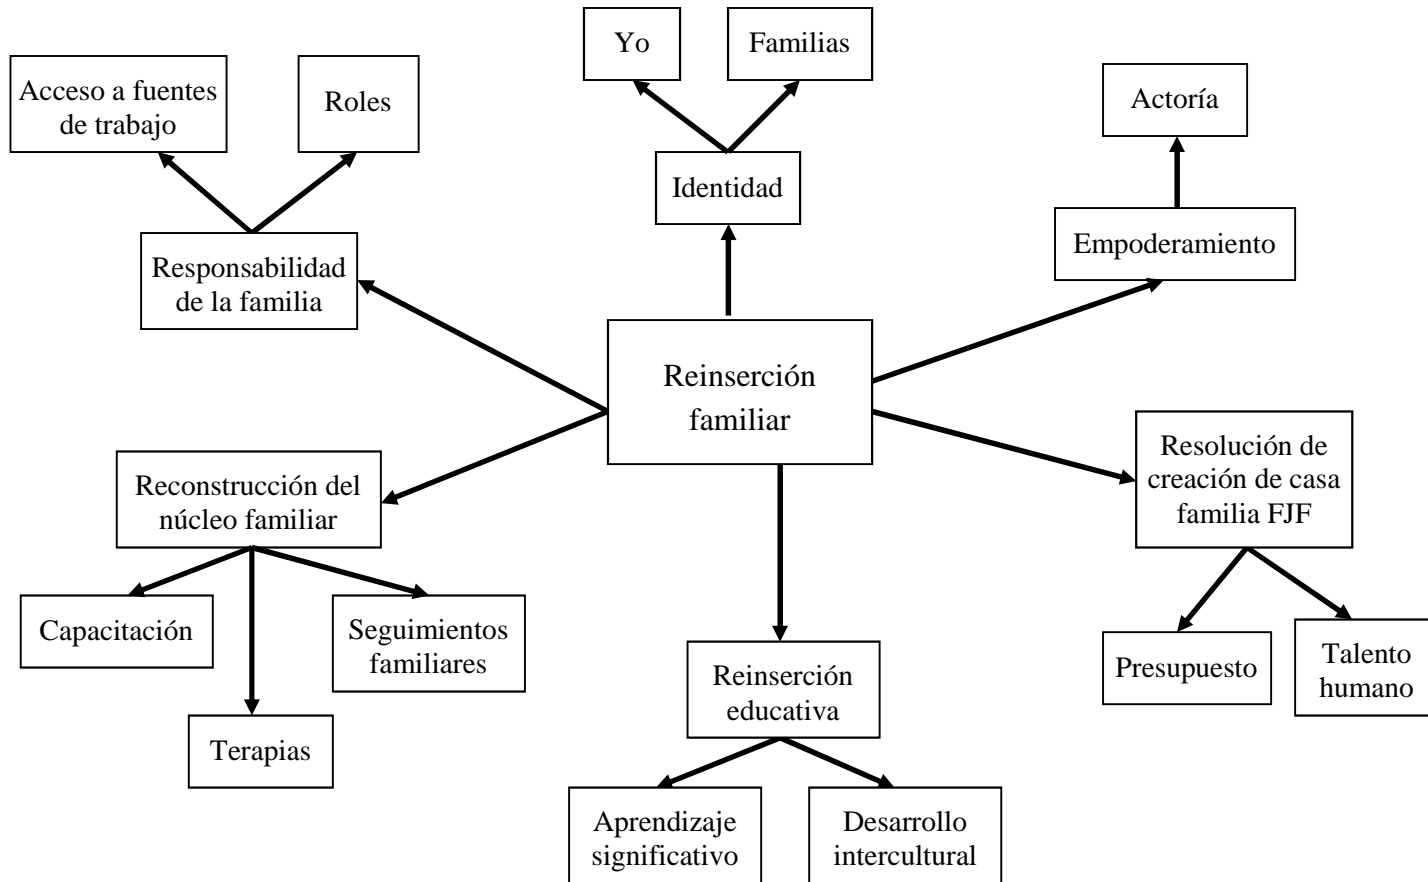 Yo
Familias
Acceso a fuentes
de trabajo
Roles
Actoría
Identidad
Empoderamiento
Responsabilidad
de la familia
Reinserción
familiar
Reconstrucción del
núcleo familiar
Resolución de
creación de casa
familia FJF
Capacitación
Seguimientos
familiares
Terapias
Reinserción
educativa
Presupuesto
Talento
humano
Aprendizaje
significativo
Desarrollo
intercultural